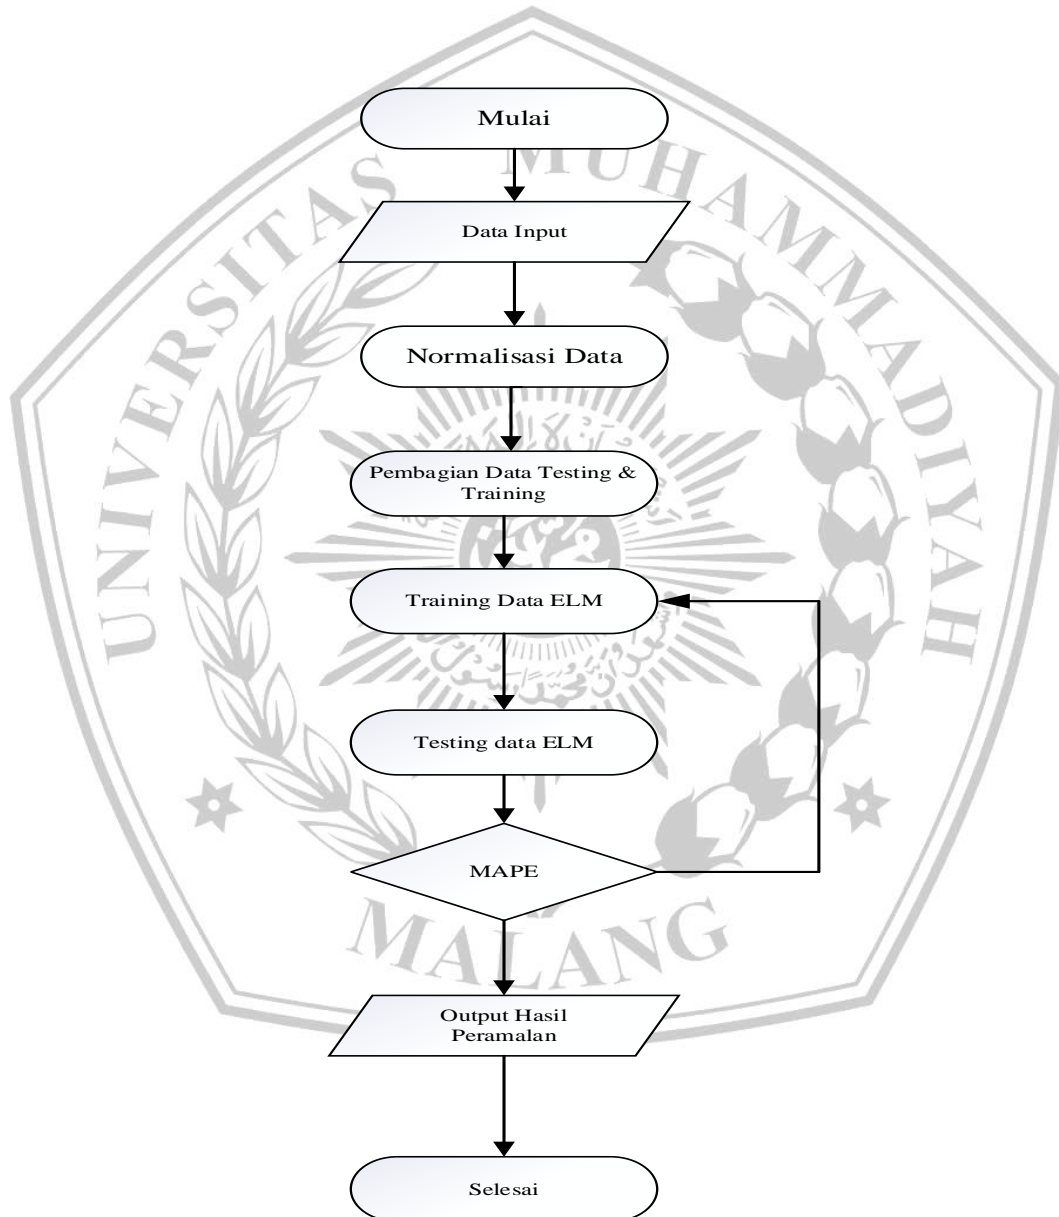 Mulai
UNIVERSITAS MUHAMMADIYAH
Data Input
Normalisasi Data
Pembagian Data Testing &
Training
Training Data ELM
Testing data ELM
MAPE
MALANG
Output Hasil
Peramalan
Selesai